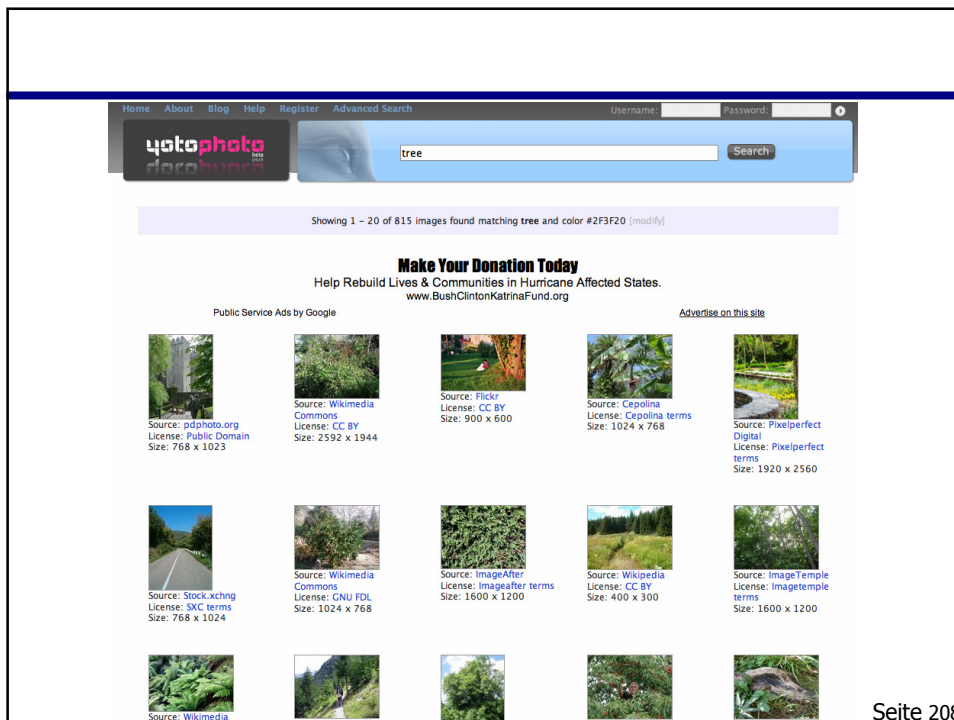 Home About Blog Help Register Advanced Search Username: Password:
yotophoto
beta
tree Search
Showing 1 – 20 of 815 images found matching tree and color #2F3F20 [modify]
Make Your Donation Today
Help Rebuild Lives & Communities in Hurricane Affected States.
www.BushClintonKatrinaFund.org
Public Service Ads by Google Advertise on this site
Source: pdphoto.org
License: Public Domain
Size: 768 x 1023
Source: Wikimedia
Commons
License: CC BY
Size: 2592 x 1944
Source: Flickr
License: CC BY
Size: 900 x 600
Source: Cepolina
License: Cepolina terms
Size: 1024 x 768
Source: Pixelperfect
Digital
License: Pixelperfect
terms
Size: 1920 x 2560
Source: Stock.xchng
License: SXC terms
Size: 768 x 1024
Source: Wikimedia
Commons
License: GNU FDL
Size: 1024 x 768
Source: ImageAfter
License: Imageafter terms
Size: 1600 x 1200
Source: Wikipedia
License: CC BY
Size: 400 x 300
Source: ImageTemple
License: Imagetemple
terms
Size: 1600 x 1200
Source: Wikimedia
Seite 208